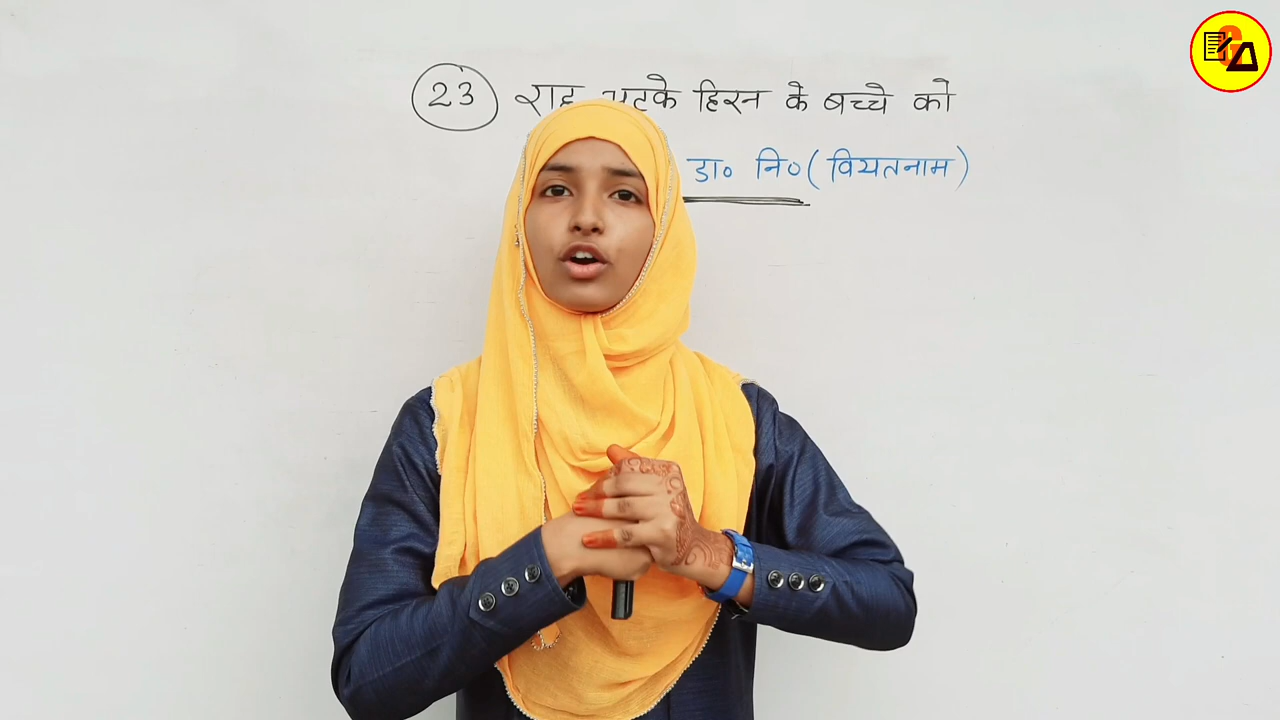 23 राह के हिरन के बच्चे को
डा० नि० (वियतनाम)